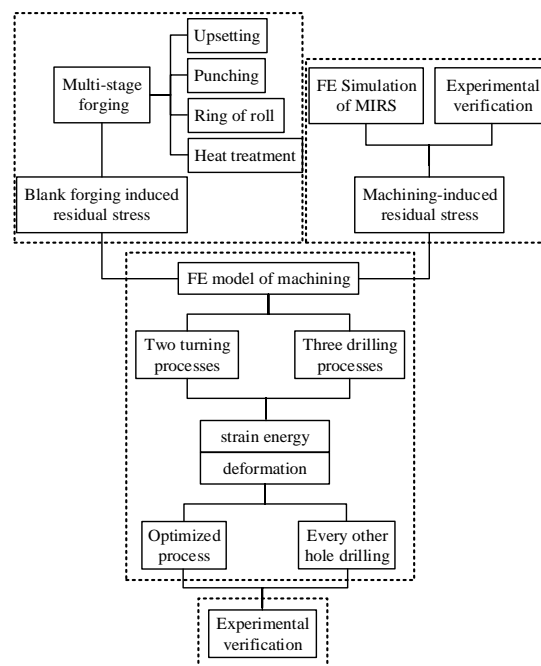 Upsetting
Multi-stage
forging
Punching
Ring of roll
Heat treatment
Blank forging induced
residual stress
FE Simulation
of MIRS
Experimental
verification
Machining-induced
residual stress
FE model of machining
Two turning
processes
Three drilling
processes
strain energy
deformation
Optimized
process
Every other
hole drilling
Experimental
verification